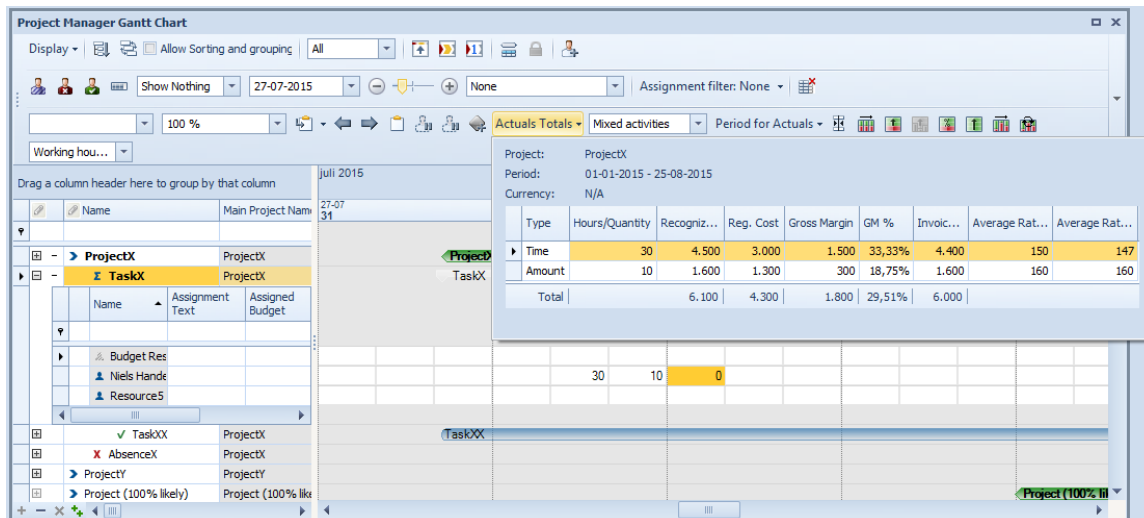 Project Manager Gantt Chart
Display Allow Sorting and grouping All
Show Nothing 27-07-2015 None Assignment filter: None
100 % Actuals Totals Mixed activities Period for Actuals
Working hou...
Project: ProjectX
Period: 01-01-2015 - 25-08-2015
Currency: N/A
Type Hours/Quantity Recogniz... Reg. Cost Gross Margin GM % Invoic... Average Rat... Average Rat...
Time 30 4.500 3.000 1.500 33,33% 4.400 150 147
Amount 10 1.600 1.300 300 18,75% 1.600 160 160
Total 6.100 4.300 1.800 29,51% 6.000
Drag a column header here to group by that column
juli 2015
Name Main Project Nam
27-07
31
ProjectX ProjectX ProjectX
TaskX ProjectX TaskX
Name Assignment Text Assigned Budget
Budget Res
Niels Hande 30 10 0
Resource5
TaskXX ProjectX TaskXX
AbsenceX ProjectX
ProjectY ProjectY
Project (100% likely) Project (100% like Project (100% lil